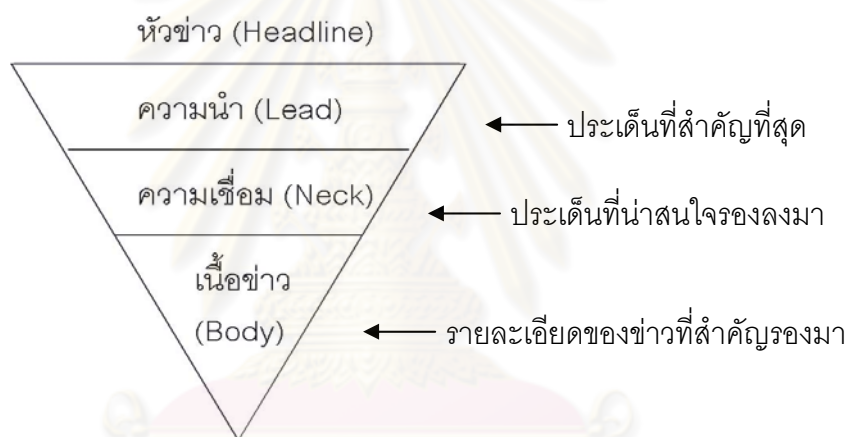 หัวข่าว (Headline)
ความนำ (Lead)
ประเด็นที่สำคัญที่สุด
ความเชื่อม (Neck)
ประเด็นที่น่าสนใจรองลงมา
เนื้อข่าว
(Body)
รายละเอียดของข่าวที่สำคัญรองมา